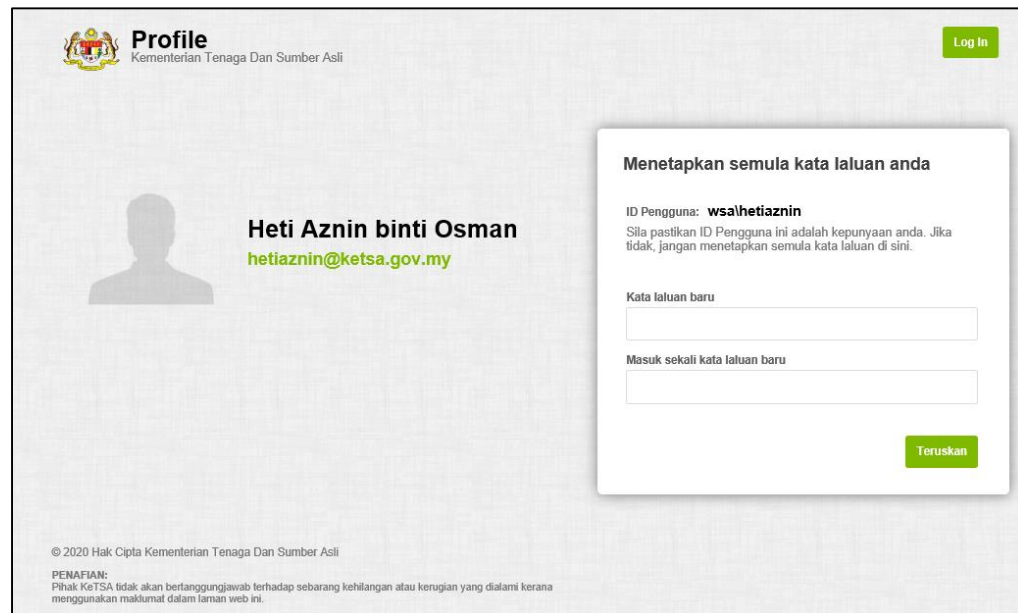 Profile
Kementerian Tenaga Dan Sumber Asli
Log In
Heti Aznin binti Osman
hetiaznin@ketsa.gov.my
Menetapkan semula kata laluan anda
ID Pengguna: wsa\hetiaznin
Sila pastikan ID Pengguna ini adalah kepunyaan anda. Jika
tidak, jangan menetapkan semula kata laluan di sini.
Kata laluan baru
Masuk sekali kata laluan baru
Teruskan
© 2020 Hak Cipta Kementerian Tenaga Dan Sumber Asli
PENAFIAN:
Pihak KeTSA tidak akan bertanggungjawab terhadap sebarang kehilangan atau kerugian yang dialami kerana
menggunakan maklumat dalam laman web ini.